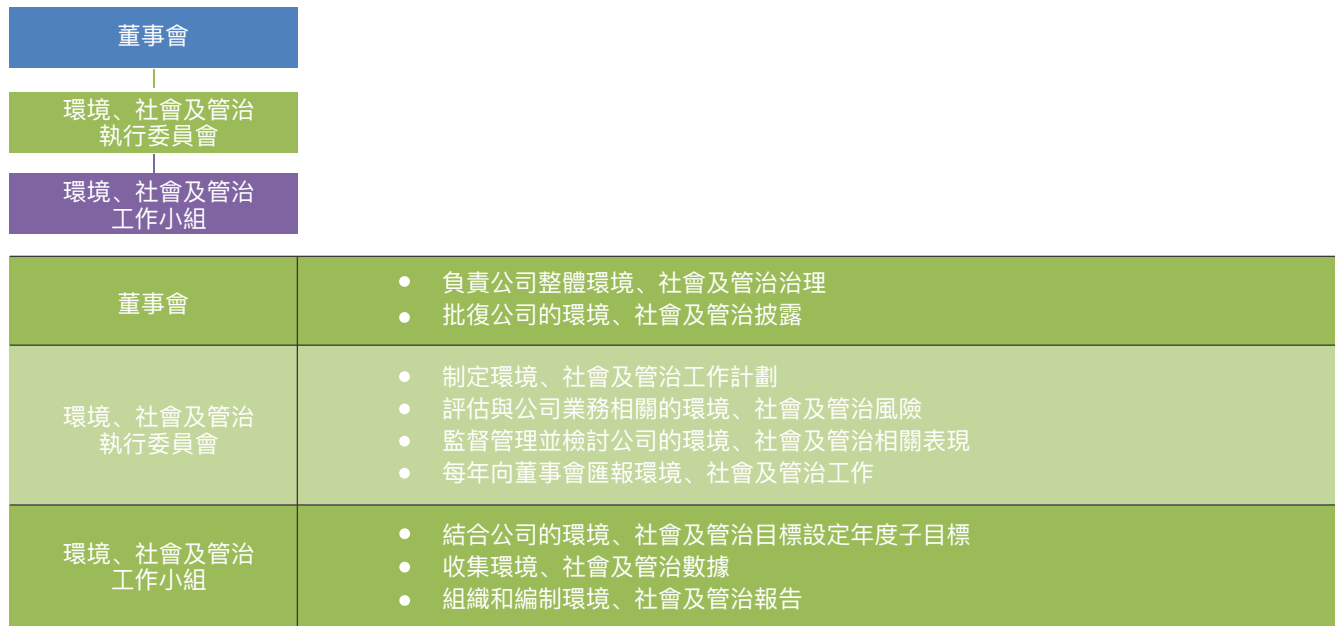 董事會
環境、社會及管治
執行委員會
環境、社會及管治
工作小組
董事會
● 負責公司整體環境、社會及管治治理
● 批復公司的環境、社會及管治披露
環境、社會及管治
執行委員會
● 制定環境、社會及管治工作計劃
● 評估與公司業務相關的環境、社會及管治風險
● 監督管理並檢討公司的環境、社會及管治相關表現
● 每年向董事會匯報環境、社會及管治工作
環境、社會及管治
工作小組
● 結合公司的環境、社會及管治目標設定年度子目標
● 收集環境、社會及管治數據
● 組織和編制環境、社會及管治報告